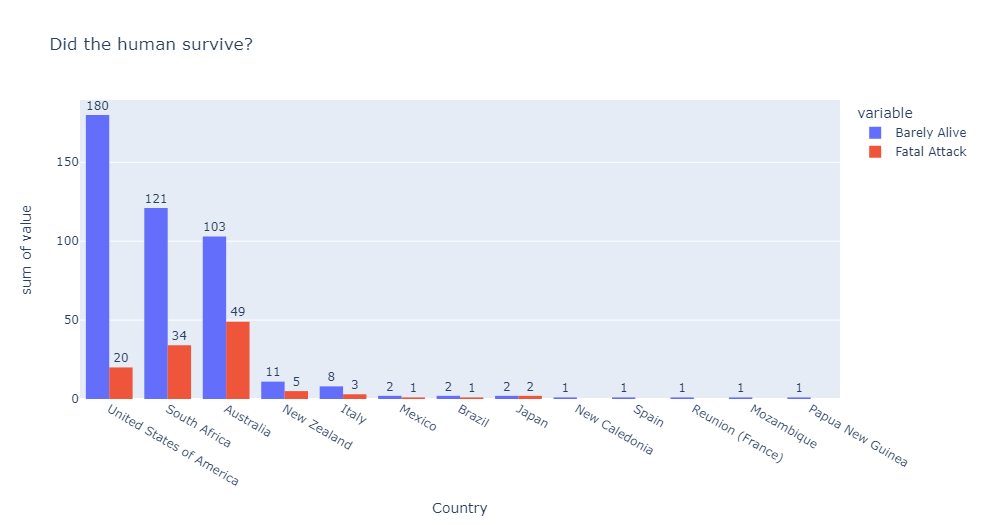 Did the human survive?
variable
Barely Alive
Fatal Attack
sum of value
150
100
50
0
180
20
121
34
103
49
11
5
8
3
2
1
2
1
2
2
1
1
1
1
1
United States of America
South Africa
Australia
New Zealand
Italy
Mexico
Brazil
Japan
New Caledonia
Spain
Reunion (France)
Mozambique
Papua New Guinea
Country